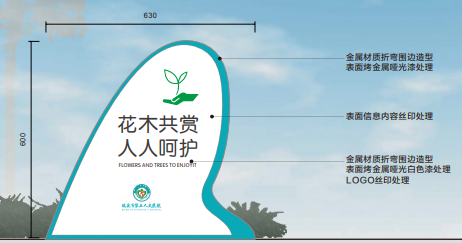 630
600
花木共赏
人人呵护
FLOWERS AND TREES TO ENJOY IT
金属材质折弯围边造型
表面烤金属哑光漆处理
表面信息内容丝印处理
金属材质折弯围边造型
表面烤金属哑光白色漆处理
LOGO丝印处理